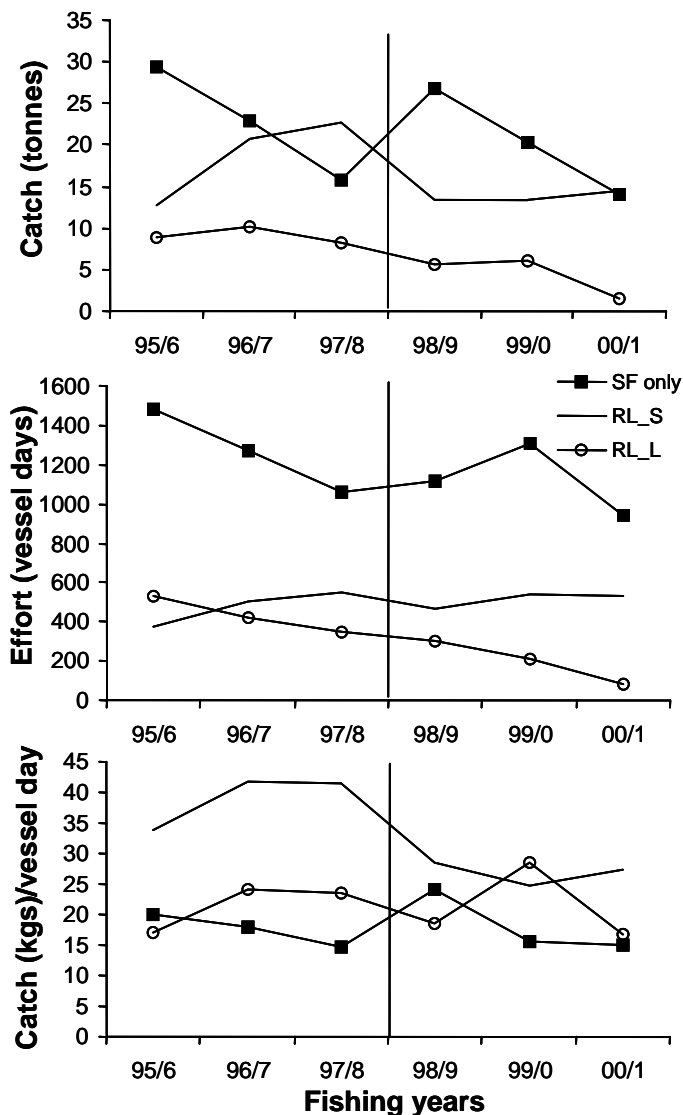 Catch (tonnes)
35
30
25
20
15
10
5
0
95/6 96/7 97/8 98/9 99/0 00/1
Effort (vessel days)
1600
1400
1200
1000
800
600
400
200
0
SF only
RL_S
RL_L
95/6 96/7 97/8 98/9 99/0 00/1
Catch (kgs)/vessel day
45
40
35
30
25
20
15
10
5
0
95/6 96/7 97/8 98/9 99/0 00/1
Fishing years